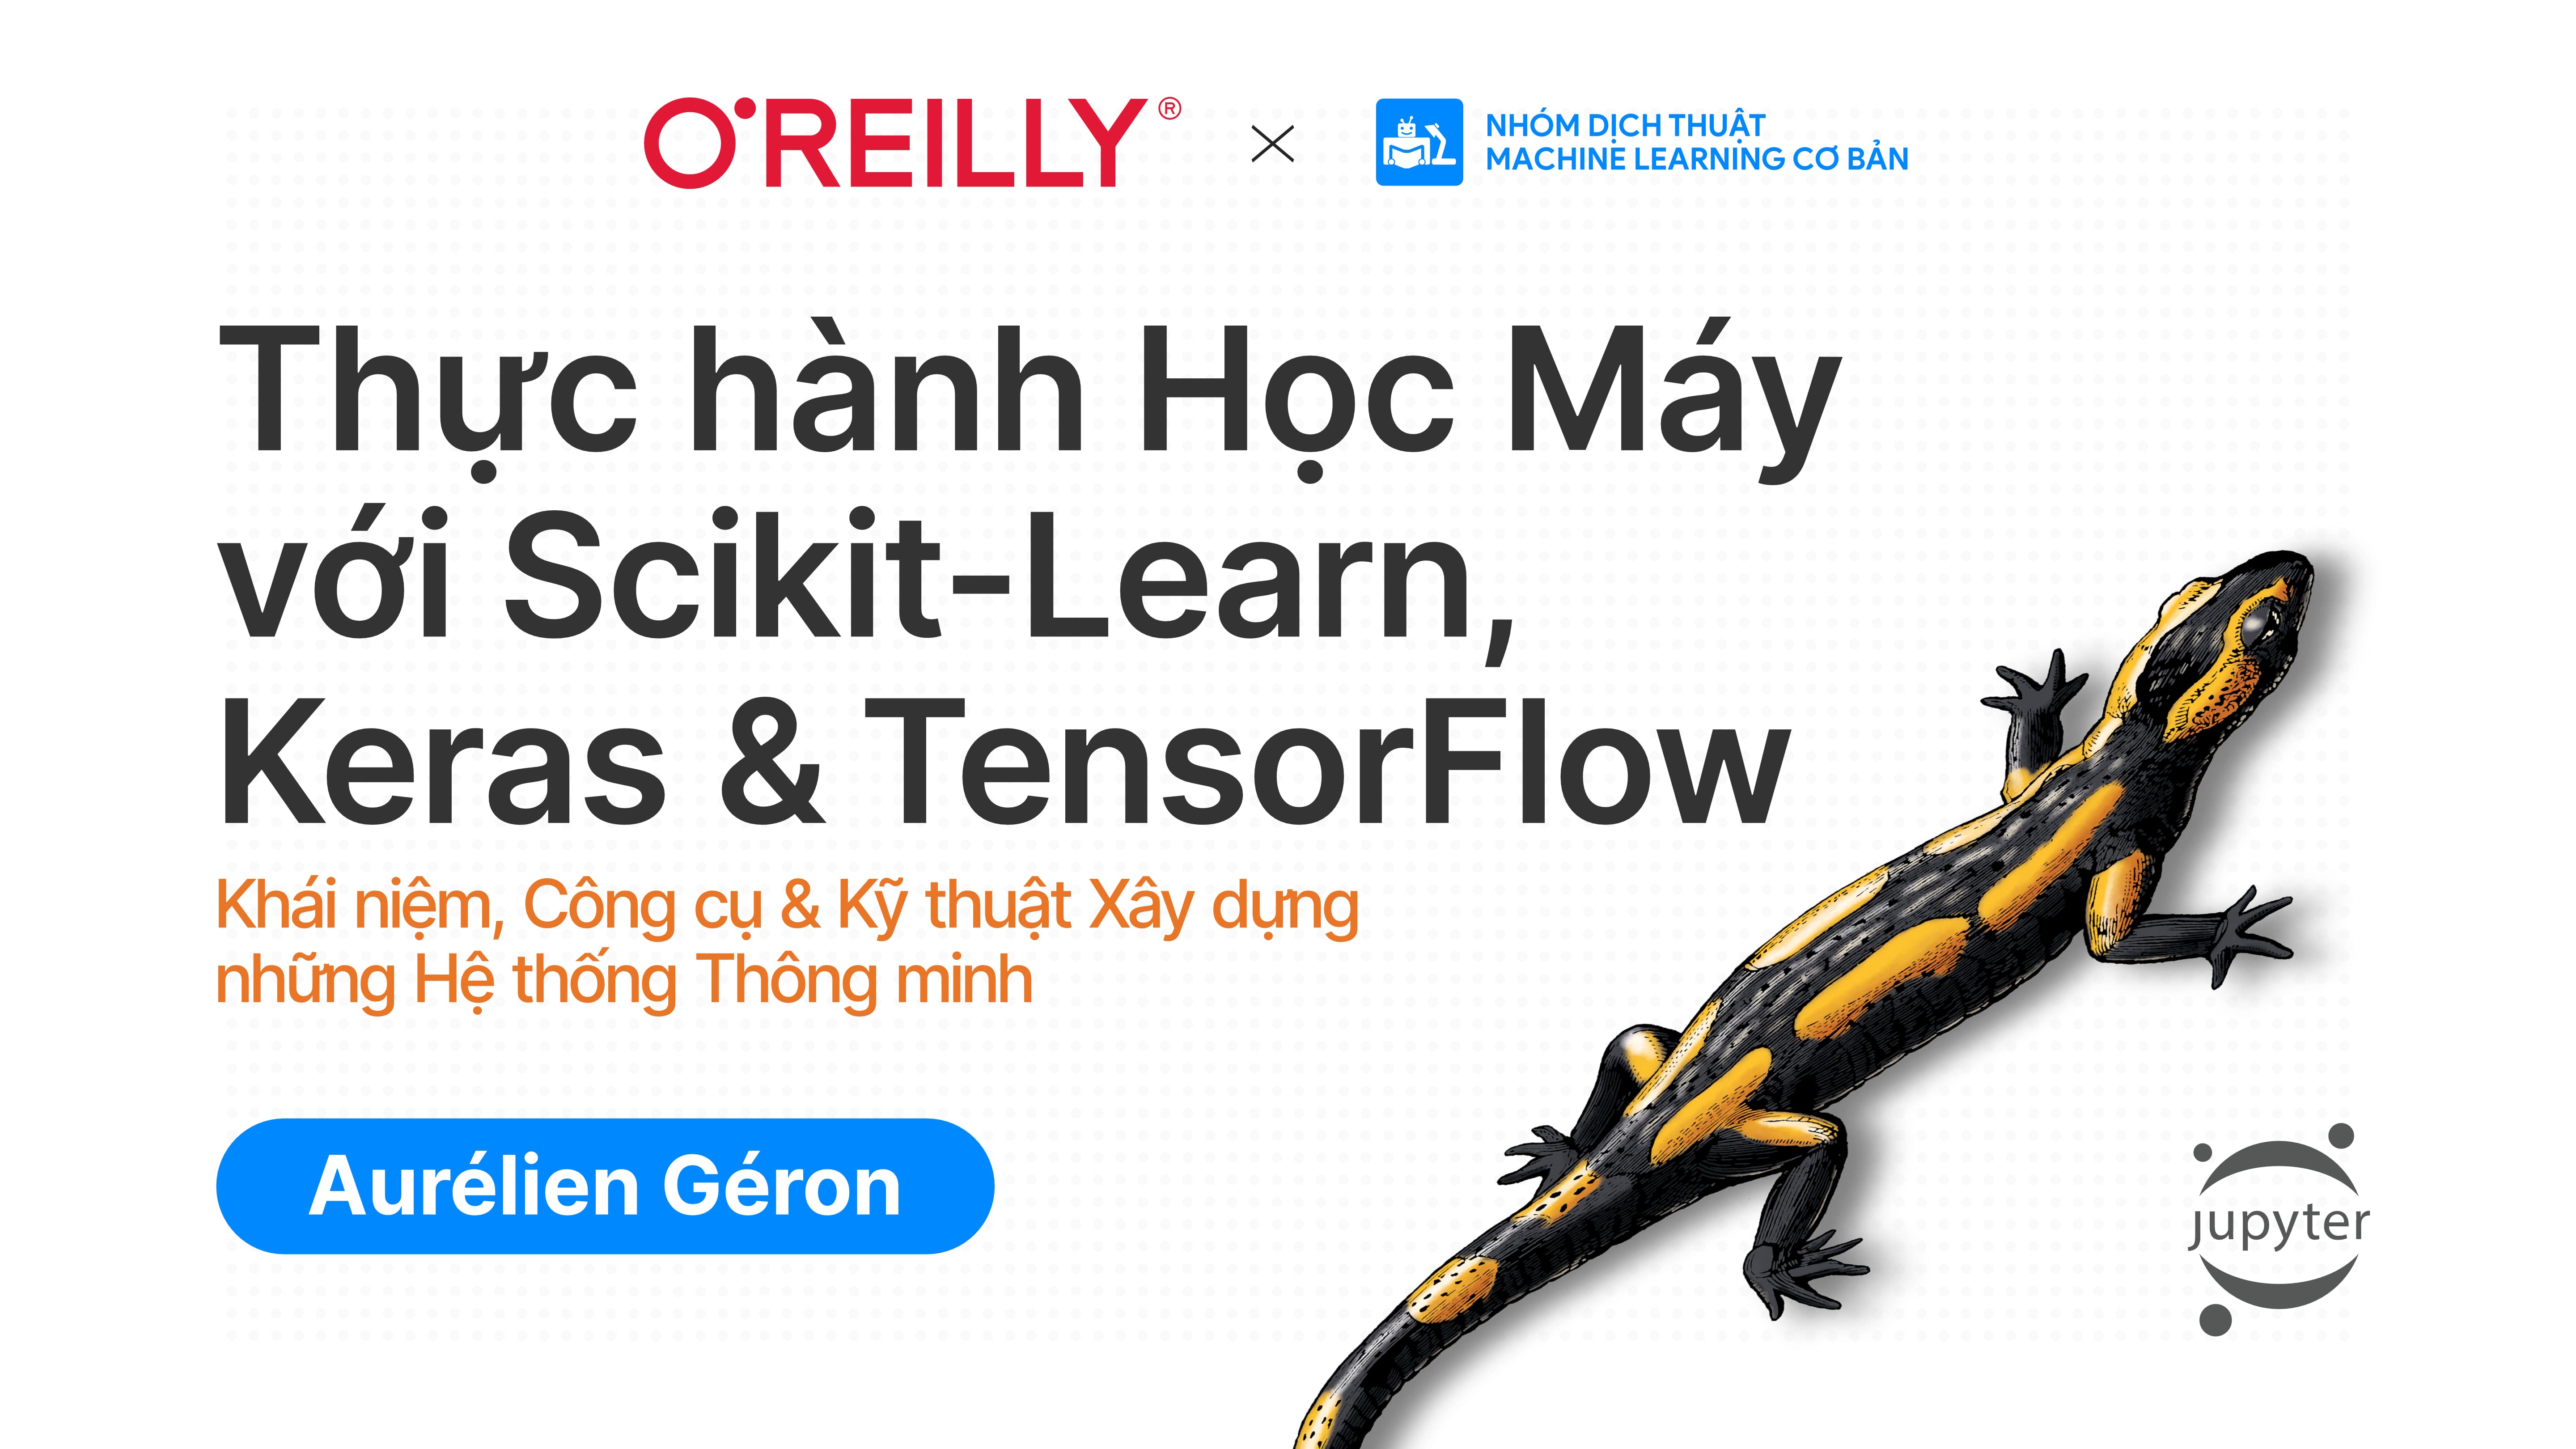 O'REILLY®
NHÓM DỊCH THUẬT
MACHINE LEARNING CƠ BẢN
Thực hành Học Máy
với Scikit-Learn,
Keras & TensorFlow
Khái niệm, Công cụ & Kỹ thuật Xây dựng
những Hệ thống Thông minh
Aurélien Géron
jupyter